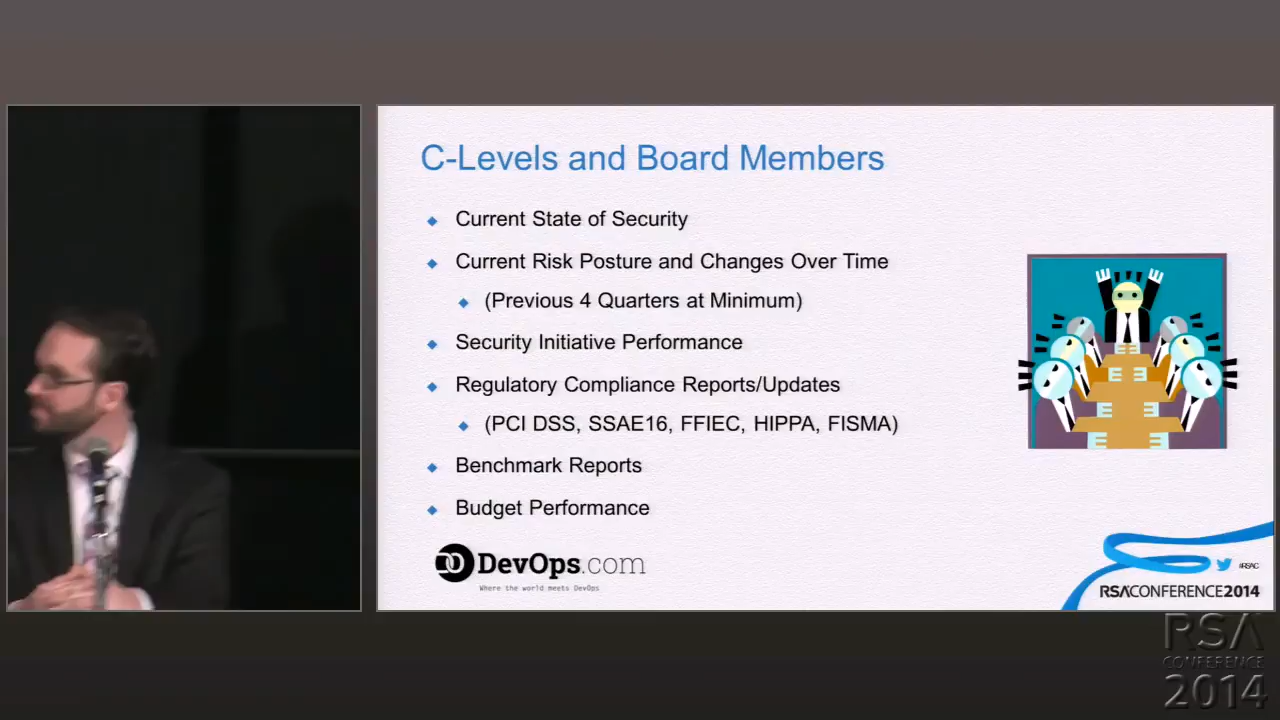 C-Levels and Board Members
Current State of Security
Current Risk Posture and Changes Over Time
(Previous 4 Quarters at Minimum)
Security Initiative Performance
Regulatory Compliance Reports/Updates
(PCI DSS, SSAE16, FFIEC, HIPPA, FISMA)
Benchmark Reports
Budget Performance
DevOps.com
Where the world meets DevOps
#RSAC
RSACONFERENCE2014
RSA
CONFERENCE
2014